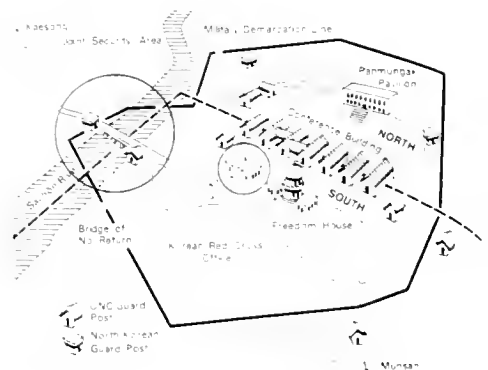 Kaesong
Joint Security Area
Military Demarcation Line
Panmungak
Pavilion
Conference Building
NORTH
SOUTH
Bridge of
No Return
Korean Red Cross
Office
Freedom House
UNC Guard
Post
North Korean
Guard Post
Munsan